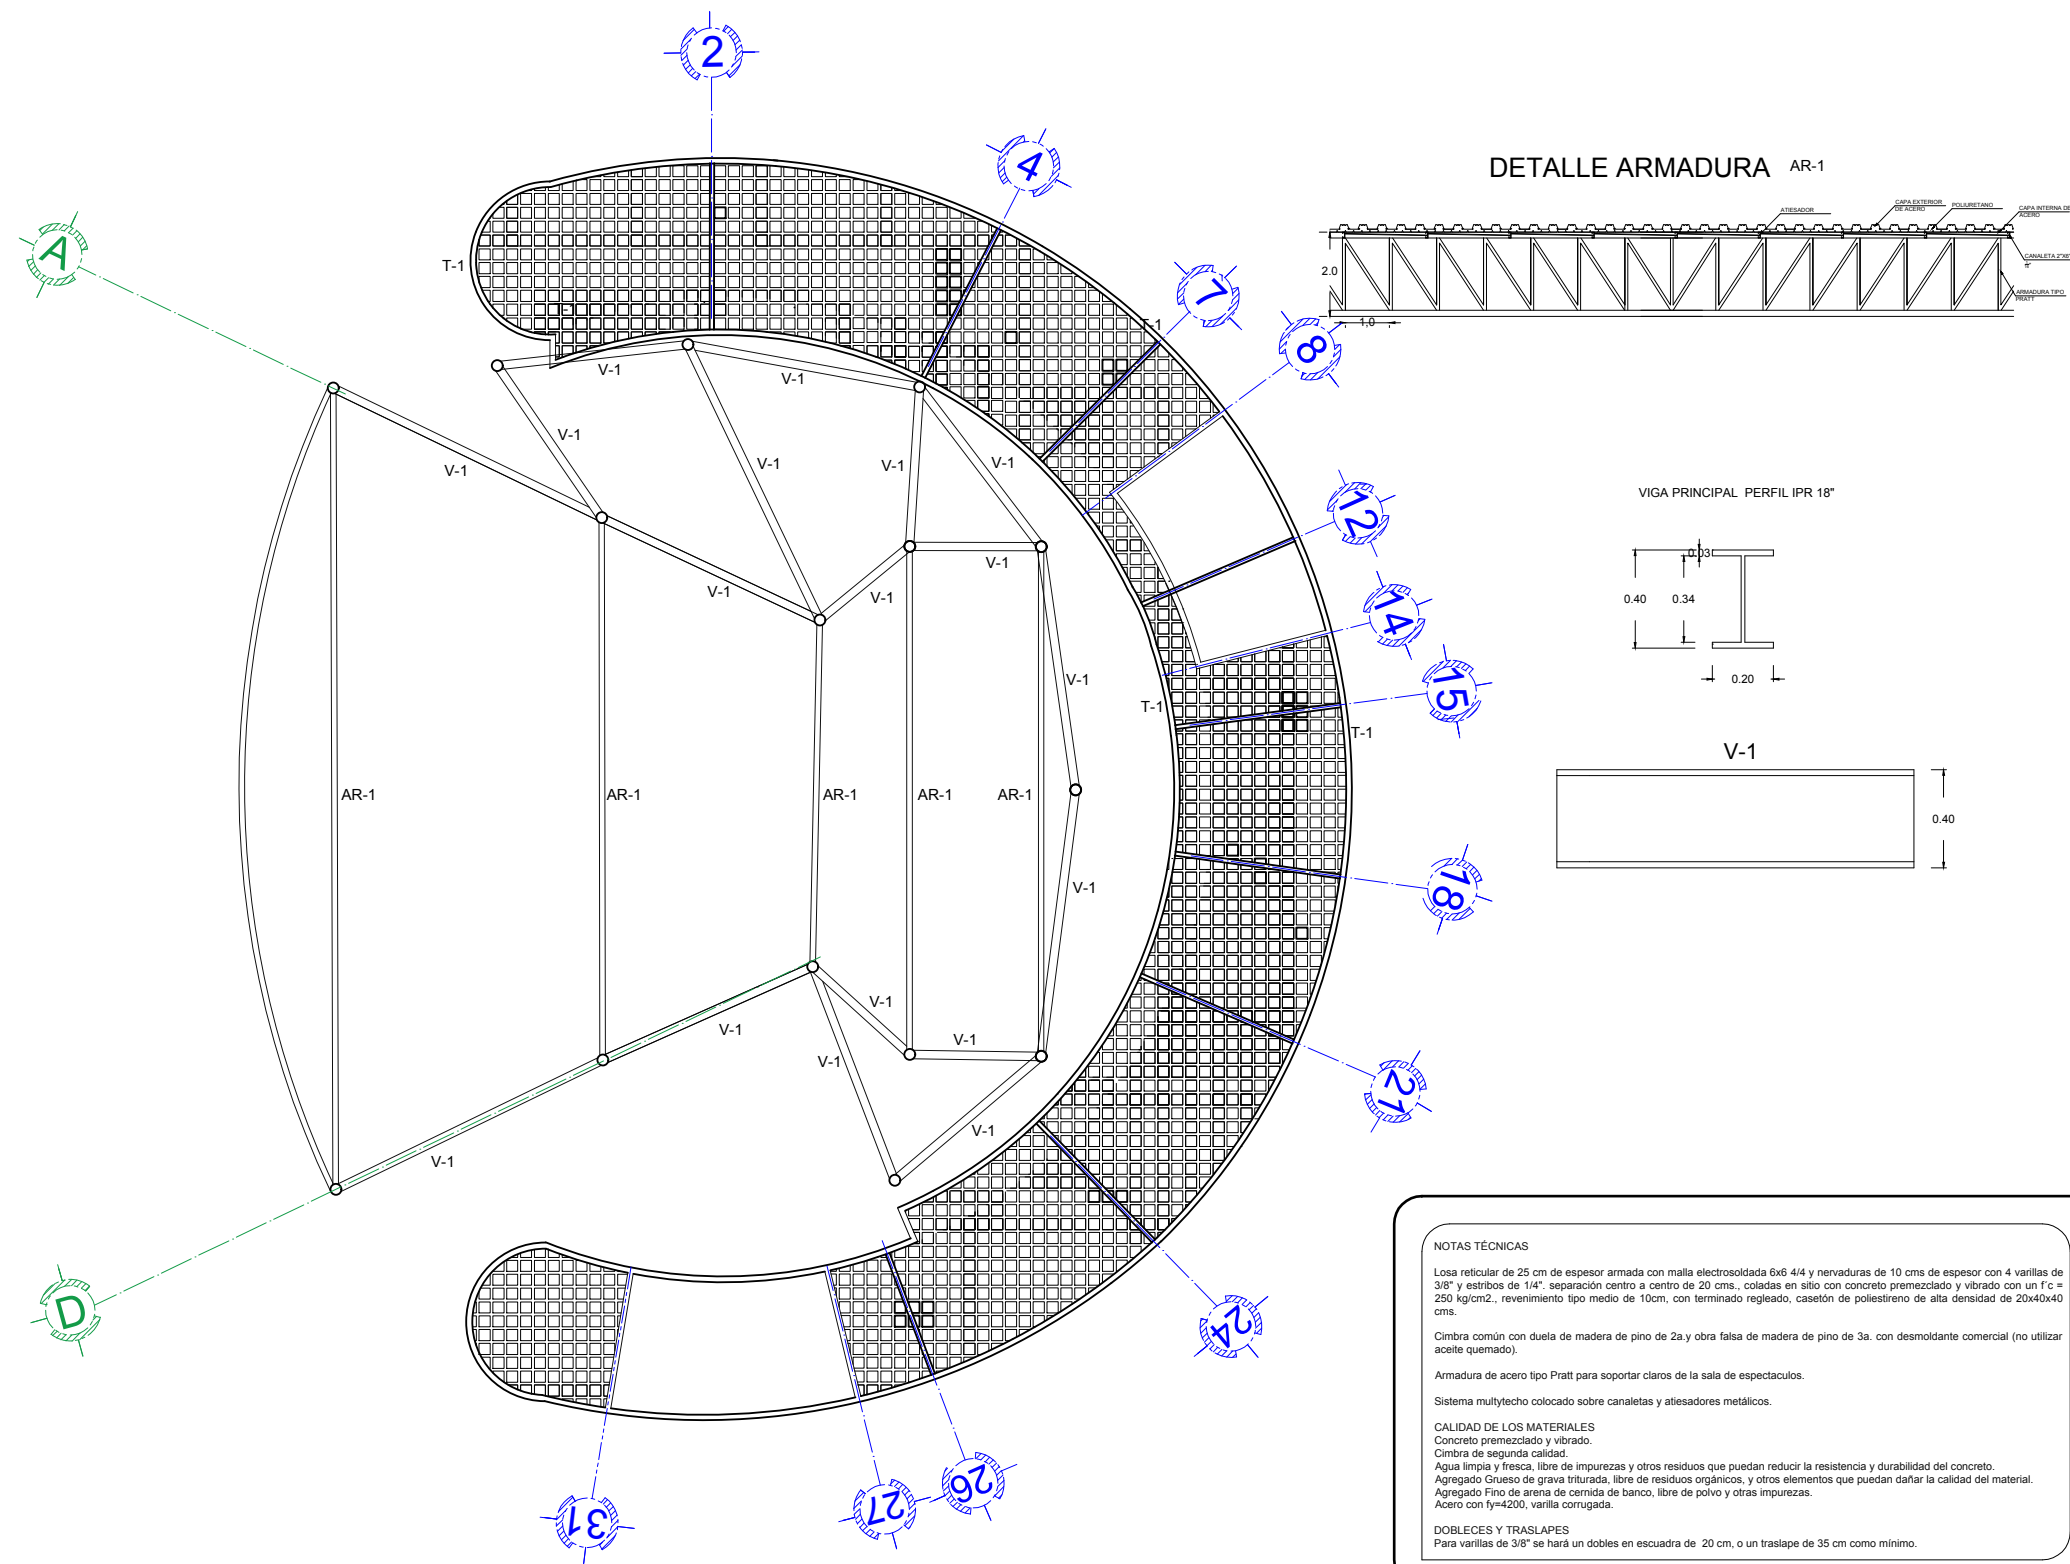 2
4
A
7
8
12
14
15
18
21
24
26
27
31
D
T-1
T-1
T-1
T-1
T-1
V-1
V-1
V-1
V-1
V-1
V-1
V-1
V-1
V-1
V-1
V-1
AR-1
AR-1
AR-1
AR-1
AR-1
V-1
V-1
V-1
V-1
V-1
V-1
V-1
DETALLE ARMADURA AR-1
ATIESADOR
CAPA EXTERIOR
DE ACERO
POLIURETANO
CAPA INTERNA DE
ACERO
CANALETA 2"X6"
ARMADURA TIPO
PRATT
2.0
1,0
VIGA PRINCIPAL PERFIL IPR 18"
0.03
0.40
0.34
0.20
V-1
0.40
NOTAS TÉCNICAS
Losa reticular de 25 cm de espesor armada con malla electrosoldada 6x6 4/4 y nervaduras de 10 cms de espesor con 4 varillas de
3/8" y estribos de 1/4". separación centro a centro de 20 cms., coladas en sitio con concreto premezclado y vibrado con un f´c =
250 kg/cm2., revenimiento tipo medio de 10cm, con terminado regleado, casetón de poliestireno de alta densidad de 20x40x40
cms.
Cimbra común con duela de madera de pino de 2a.y obra falsa de madera de pino de 3a. con desmoldante comercial (no utilizar
aceite quemado).
Armadura de acero tipo Pratt para soportar claros de la sala de espectaculos.
Sistema multytecho colocado sobre canaletas y atiesadores metálicos.
CALIDAD DE LOS MATERIALES
Concreto premezclado y vibrado.
Cimbra de segunda calidad.
Agua limpia y fresca, libre de impurezas y otros residuos que puedan reducir la resistencia y durabilidad del concreto.
Agregado Grueso de grava triturada, libre de residuos orgánicos, y otros elementos que puedan dañar la calidad del material.
Agregado Fino de arena de cernida de banco, libre de polvo y otras impurezas.
Acero con fy=4200, varilla corrugada.
DOBLECES Y TRASLAPES
Para varillas de 3/8" se hará un dobles en escuadra de 20 cm, o un traslape de 35 cm como mínimo.